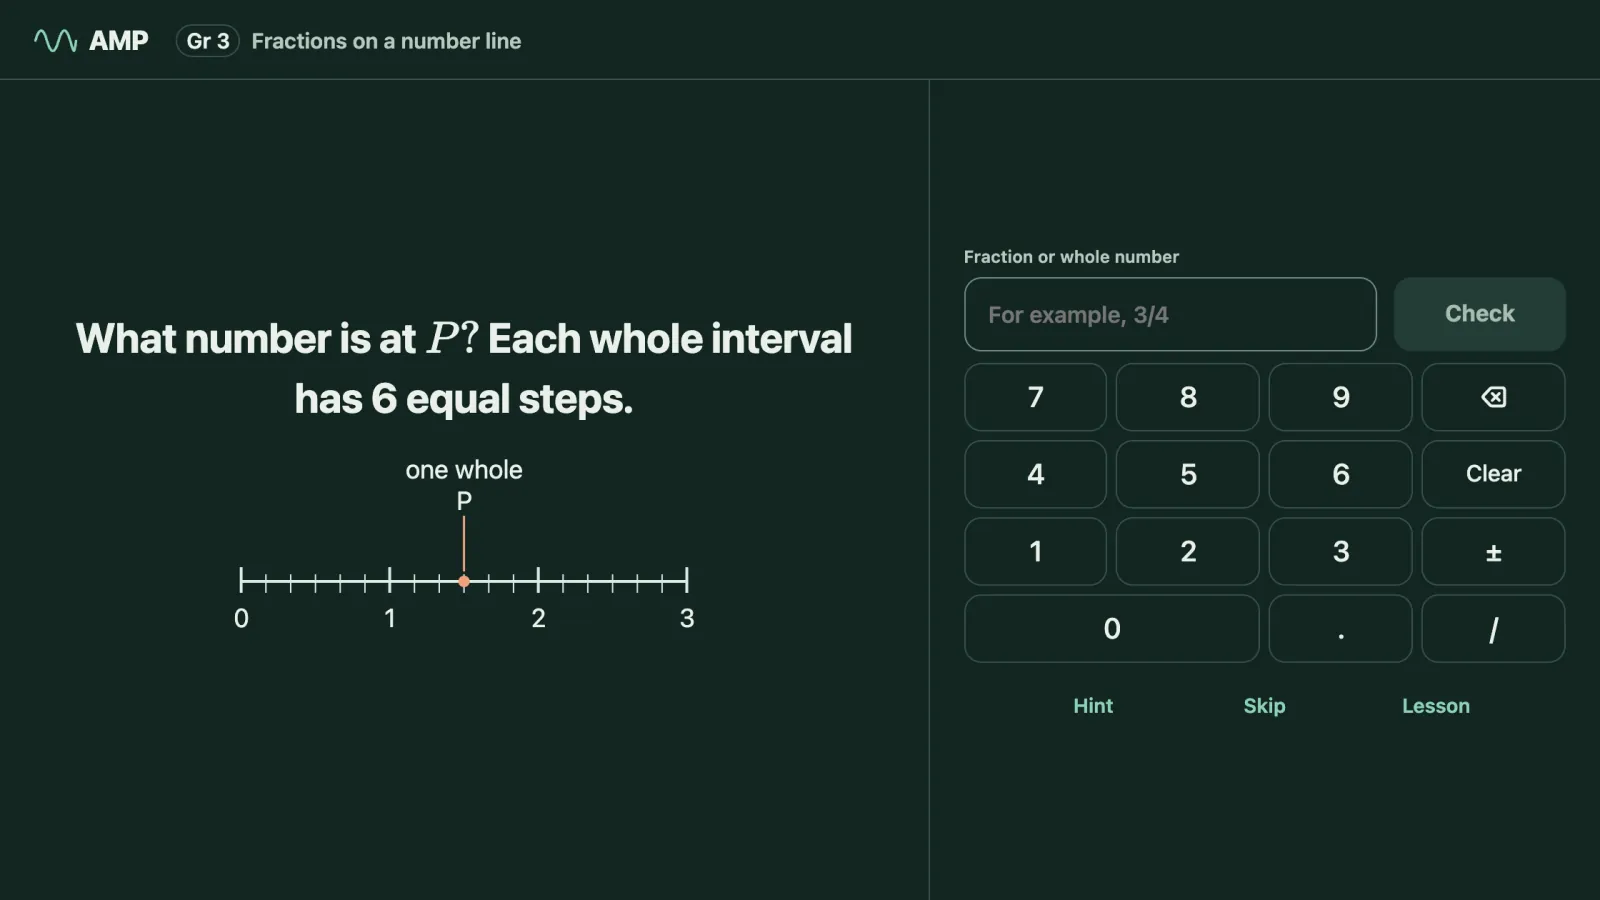 AMP
Gr 3
Fractions on a number line
What number is at P? Each whole interval
has 6 equal steps.
one whole
P
0 1 2 3
Fraction or whole number
For example, 3/4
Check
7 8 9
4 5 6 Clear
1 2 3 ±
0 . /
Hint Skip Lesson